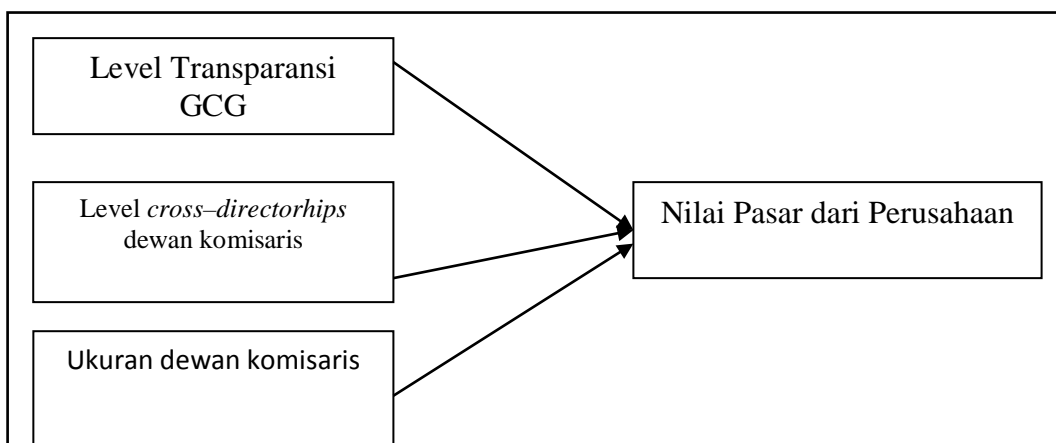 Level Transparansi
GCG
Level cross–directorhips
dewan komisaris
Nilai Pasar dari Perusahaan
Ukuran dewan komisaris